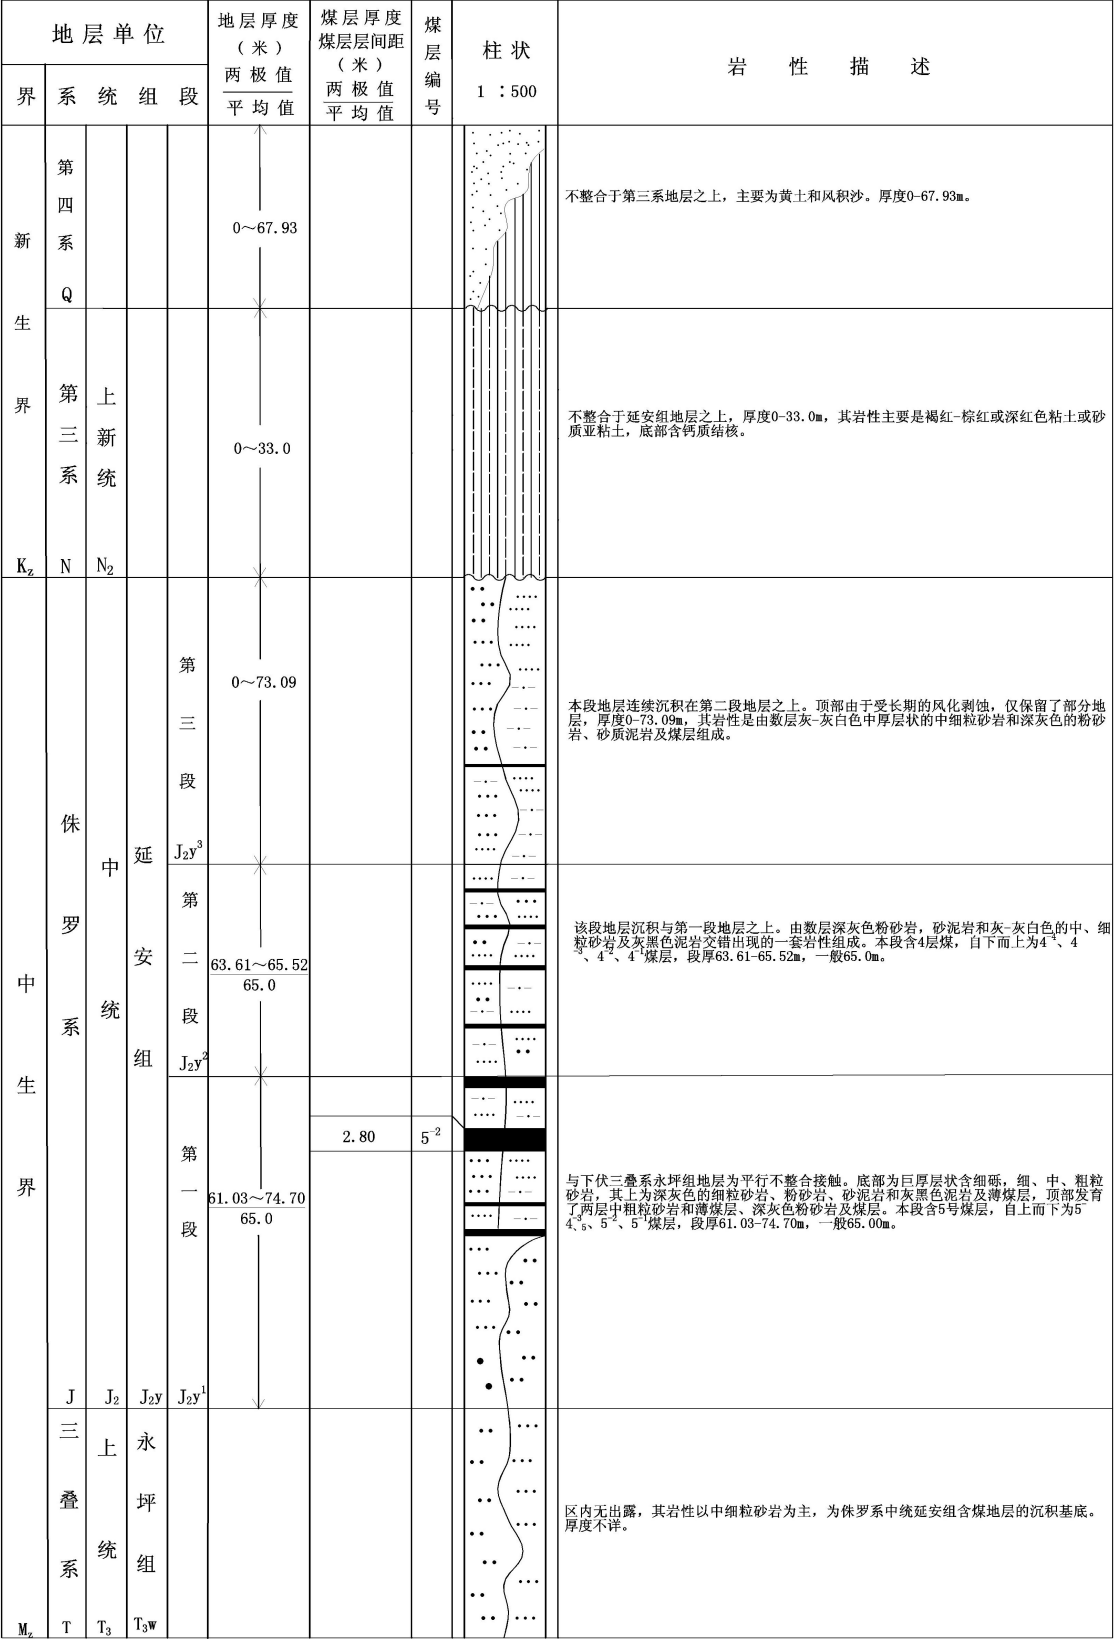 地层单位
界 系 统 组 段
地层厚度
(米)
两极值
平均值
煤层厚度
煤层层间距
(米)
两极值
平均值
煤层编号
柱状
1:500
岩性描述
新生界
Kz
第四系
Q
0～67.93
不整合于第三系地层之上，主要为黄土和风积沙。厚度0-67.93m。
第三系
N
上新统
N₂
0～33.0
不整合于延安组地层之上，厚度0-33.0m，其岩性主要是褐红-棕红或深红色粘土或砂
质亚粘土，底部含钙质结核。
中生界
Mz
侏罗系
J
中统
J₂
延安组
J₂y
第三段
J₂y³
0～73.09
本段地层连续沉积在第二段地层之上。顶部由于受长期的风化剥蚀，仅保留了部分地
层，厚度0-73.09m，其岩性是由数层灰-灰白色中厚层状的中细粒砂岩和深灰色的粉砂
岩、砂质泥岩及煤层组成。
第二段
J₂y²
63.61～65.52
65.0
该段地层沉积与第一段地层之上。由数层深灰色粉砂岩，砂泥岩和灰-灰白色的中、细
粒砂岩及灰黑色泥岩交错出现的一套岩性组成。本段含4层煤，自下而上为4⁻⁴、4
⁻³、4⁻²、4⁻¹煤层，段厚63.61-65.52m，一般65.0m。
第一段
J₂y¹
61.03～74.70
65.0
2.80
5⁻²
与下伏三叠系永坪组地层为平行不整合接触。底部为巨厚层状含细砾，细、中、粗粒
砂岩，其上为深灰色的细粒砂岩、粉砂岩、砂泥岩和灰黑色泥岩及薄煤层，顶部发育
了两层中粗粒砂岩和薄煤层、深灰色粉砂岩及煤层。本段含5号煤层，自上而下为5⁻
⁴、5⁻³、5⁻²、5⁻¹煤层，段厚61.03-74.70m，一般65.00m。
三叠系
T
上统
T₃
永坪组
T₃w
区内无出露，其岩性以中细粒砂岩为主，为侏罗系中统延安组含煤地层的沉积基底。
厚度不详。